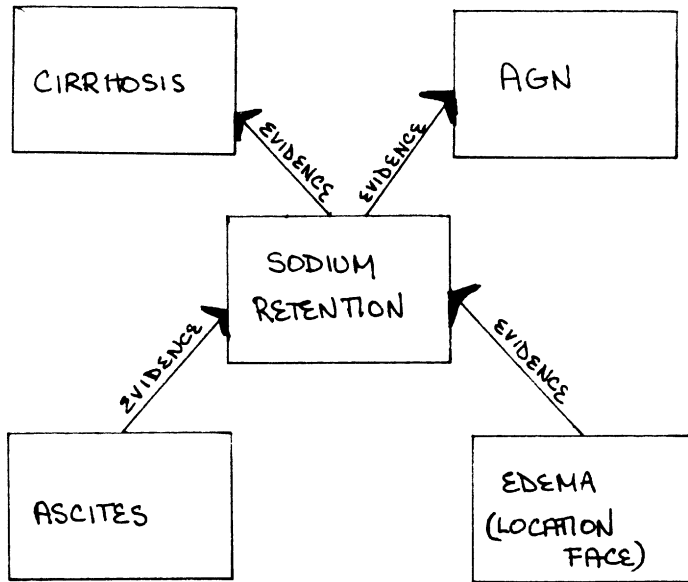 CIRRHOSIS
AGN
EVIDENCE
EVIDENCE
SODIUM
RETENTION
EVIDENCE
EVIDENCE
ASCITES
EDEMA
(LOCATION
FACE)